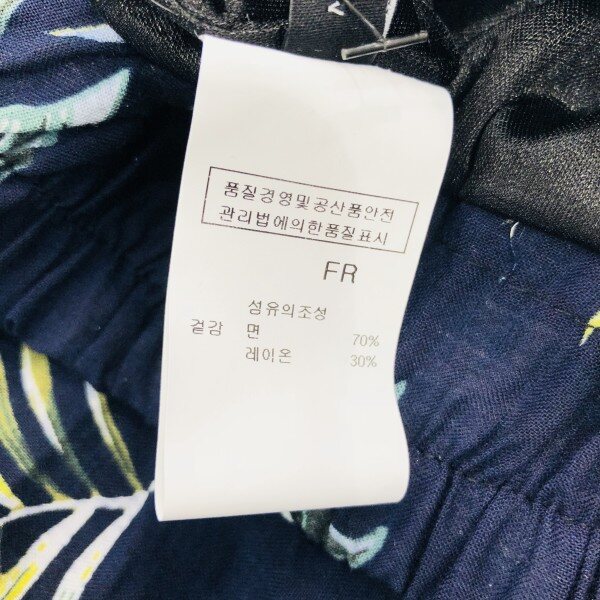 품질경영및공산품안전
관리법에의한품질표시
FR
섬유의조성
겉감 면 70%
레이온 30%